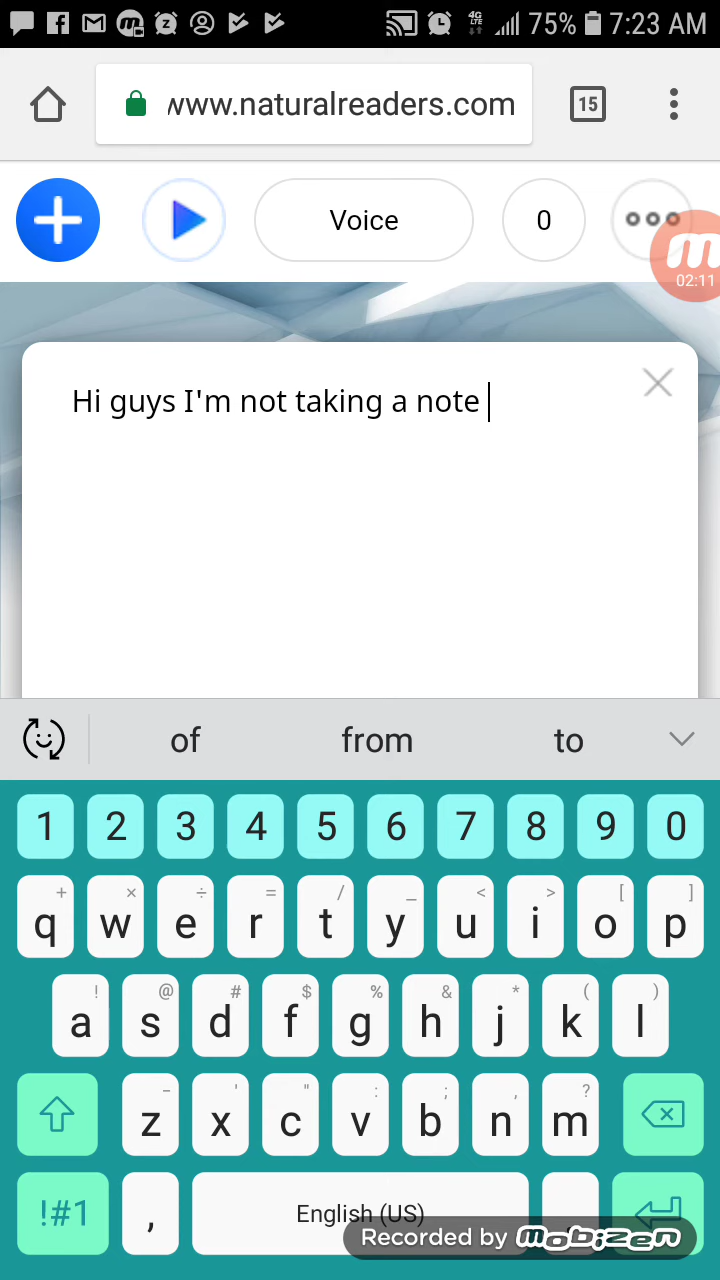 75% 7:23 AM
www.naturalreaders.com 15
Voice 0
02:11
Hi guys I'm not taking a note
of from to
1 2 3 4 5 6 7 8 9 0
+ × ÷ = / _ < > [ ]
q w e r t y u i o p
! @ # $ % & * ( )
a s d f g h j k l
- ' " : ; , ?
z x c v b n m
!#1 , English (US)
Recorded by mobizen